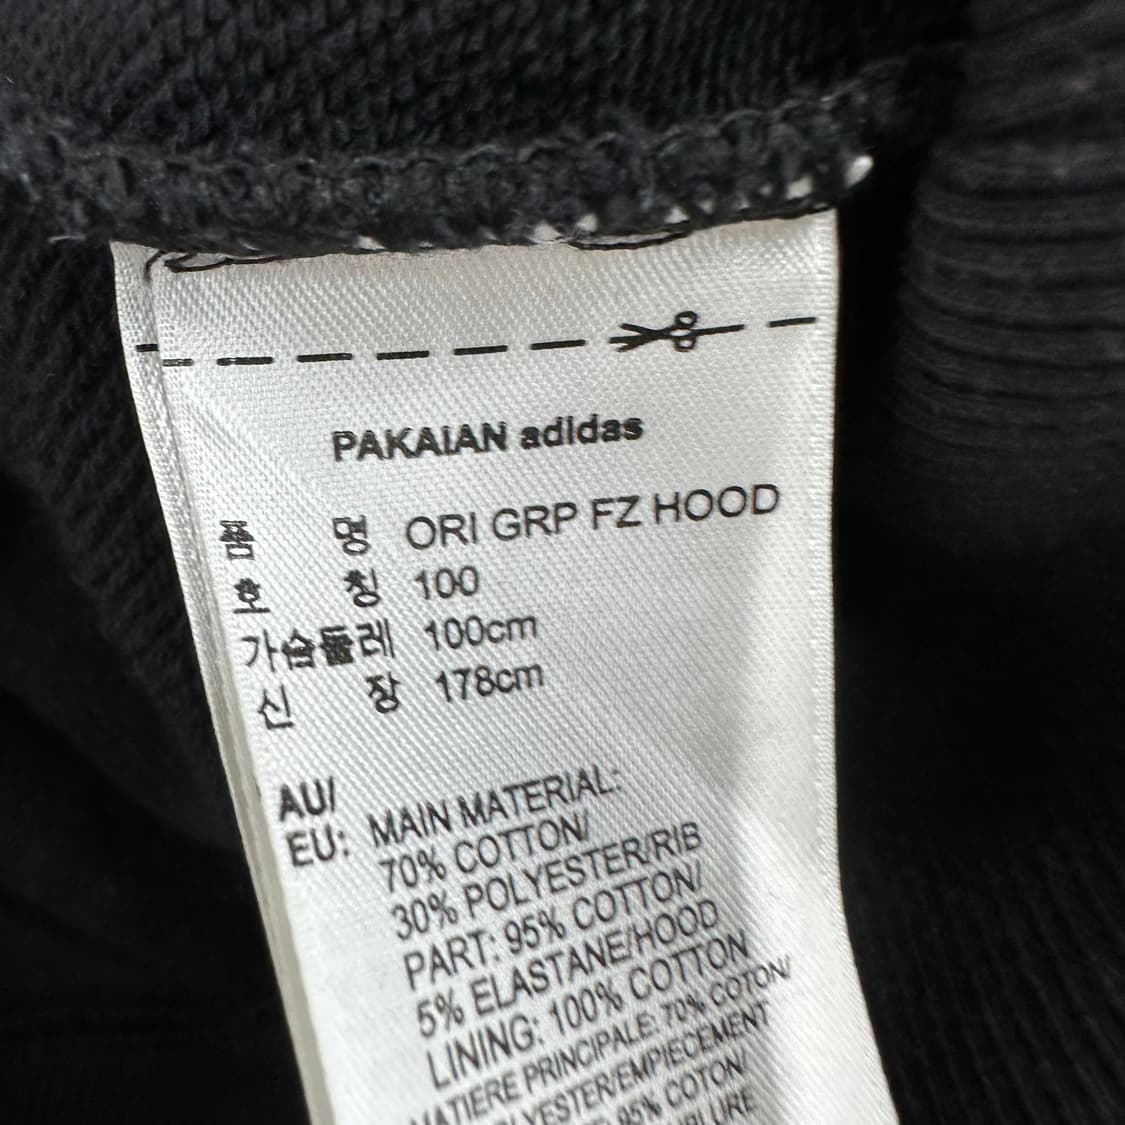 PAKAIAN adidas
품 명 ORI GRP FZ HOOD
호 칭 100
가슴둘레 100cm
신 장 178cm
AU/
EU: MAIN MATERIAL:
70% COTTON/
30% POLYESTER/RIB
PART: 95% COTTON/
5% ELASTANE/HOOD
LINING: 100% COTTON
MATIERE PRINCIPALE: 70% COTON/
POLYESTER/EMPIECEMENT
95% COTON/